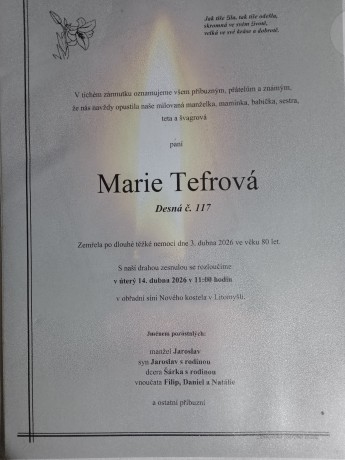 Jak tiše žila, tak tiše odešla,
skromná ve svém životě,
velká ve své lásce a dobrotě.
V tichém zármutku oznamujeme všem příbuzným, přátelům a známým,
že nás navždy opustila naše milovaná manželka, maminka, babička, sestra,
teta a švagrová
paní
Marie Tefrová
Desná č. 117
Zemřela po dlouhé těžké nemoci dne 3. dubna 2026 ve věku 80 let.
S naší drahou zesnulou se rozloučíme
v úterý 14. dubna 2026 v 11:00 hodin
v obřadní síni Nového kostela v Litomyšli.
Jménem pozůstalých:
manžel Jaroslav
syn Jaroslav s rodinou
dcera Šárka s rodinou
vnoučata Filip, Daniel a Natálie
a ostatní příbuzní